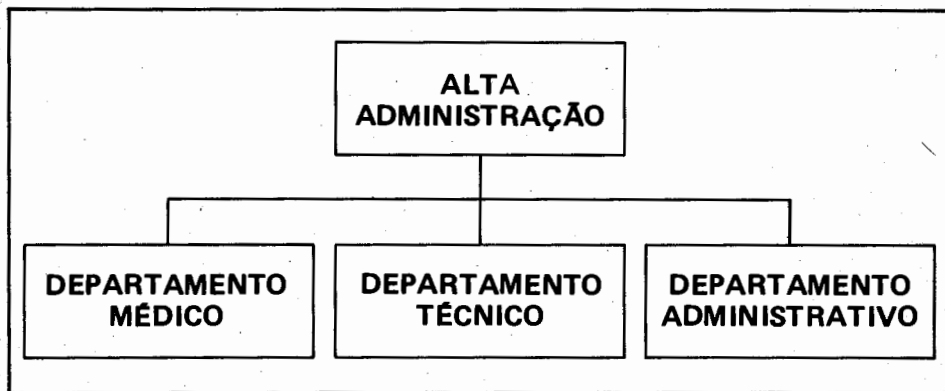 ALTA
ADMINISTRAÇÃO
DEPARTAMENTO
MÉDICO
DEPARTAMENTO
TÉCNICO
DEPARTAMENTO
ADMINISTRATIVO